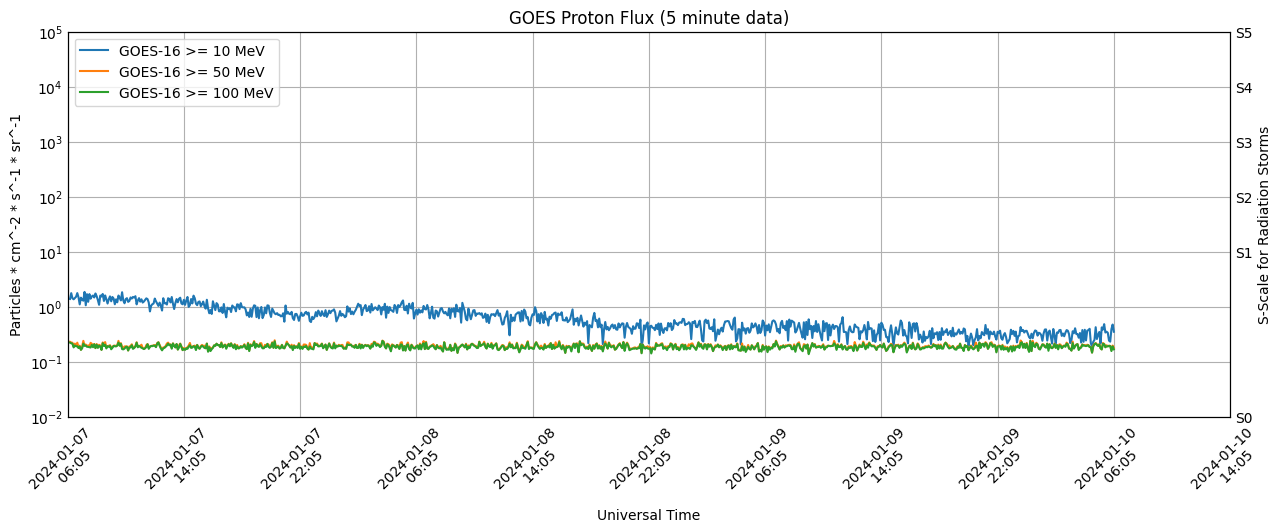 GOES Proton Flux (5 minute data)
GOES-16 >= 10 MeV
GOES-16 >= 50 MeV
GOES-16 >= 100 MeV
Particles * cm^-2 * s^-1 * sr^-1
10^5
10^4
10^3
10^2
10^1
10^0
10^-1
10^-2
S5
S4
S3
S2
S1
S0
S-Scale for Radiation Storms
2024-01-07
06:05
2024-01-07
14:05
2024-01-07
22:05
2024-01-08
06:05
2024-01-08
14:05
2024-01-08
22:05
2024-01-09
06:05
2024-01-09
14:05
2024-01-09
22:05
2024-01-10
06:05
2024-01-10
14:05
Universal Time